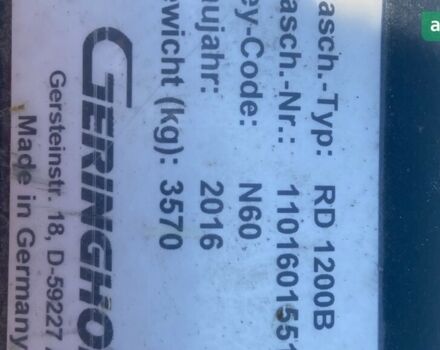 asch.-Typ: RD 1200B
asch.-Nr.: 110160155
ey-Code: N60
ujahr: 2016
ewicht (kg): 3570
GERINGHO
Gersteinstr. 18, D-59227
Made in Germany
a